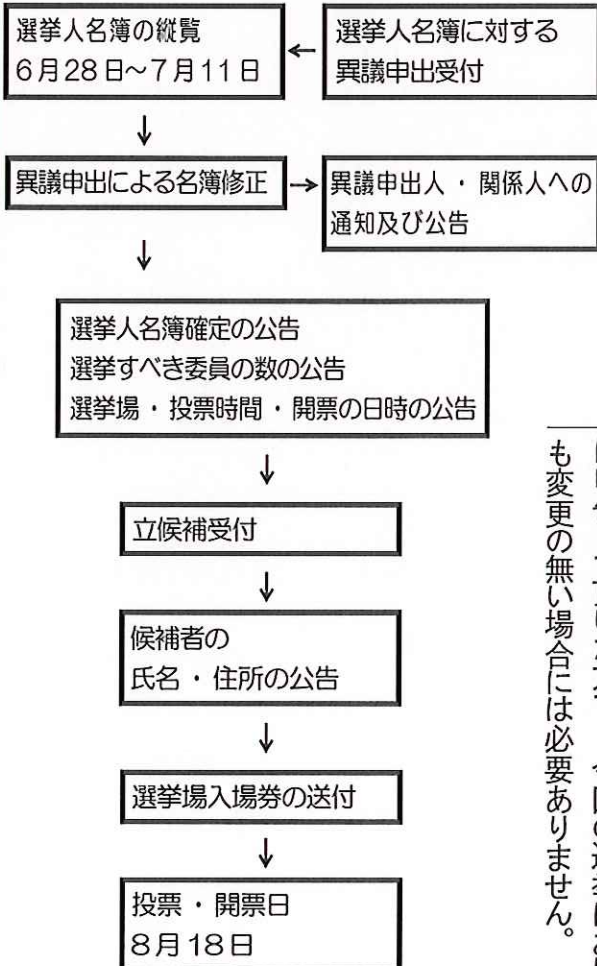 選挙人名簿の縦覧
6月28日~7月11日
選挙人名簿に対する
異議申出受付
異議申出による名簿修正
異議申出人・関係人への
通知及び公告
選挙人名簿確定の公告
選挙すべき委員の数の公告
選挙場・投票時間・開票の日時の公告
立候補受付
候補者の
氏名・住所の公告
選挙場入場券の送付
投票・開票日
8月18日
も変更の無い場合には必要ありません。